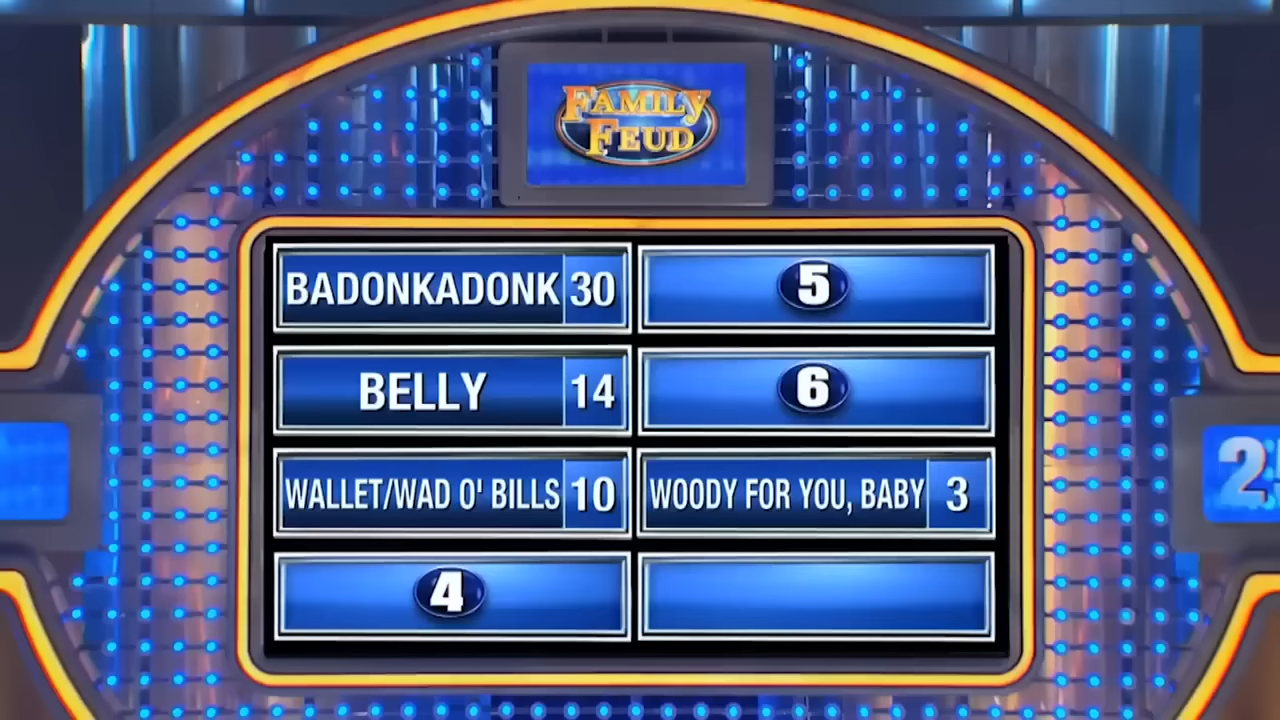 FAMILY
FEUD
BADONKADONK 30
5
BELLY 14
6
WALLET/WAD O' BILLS 10
WOODY FOR YOU, BABY 3
4